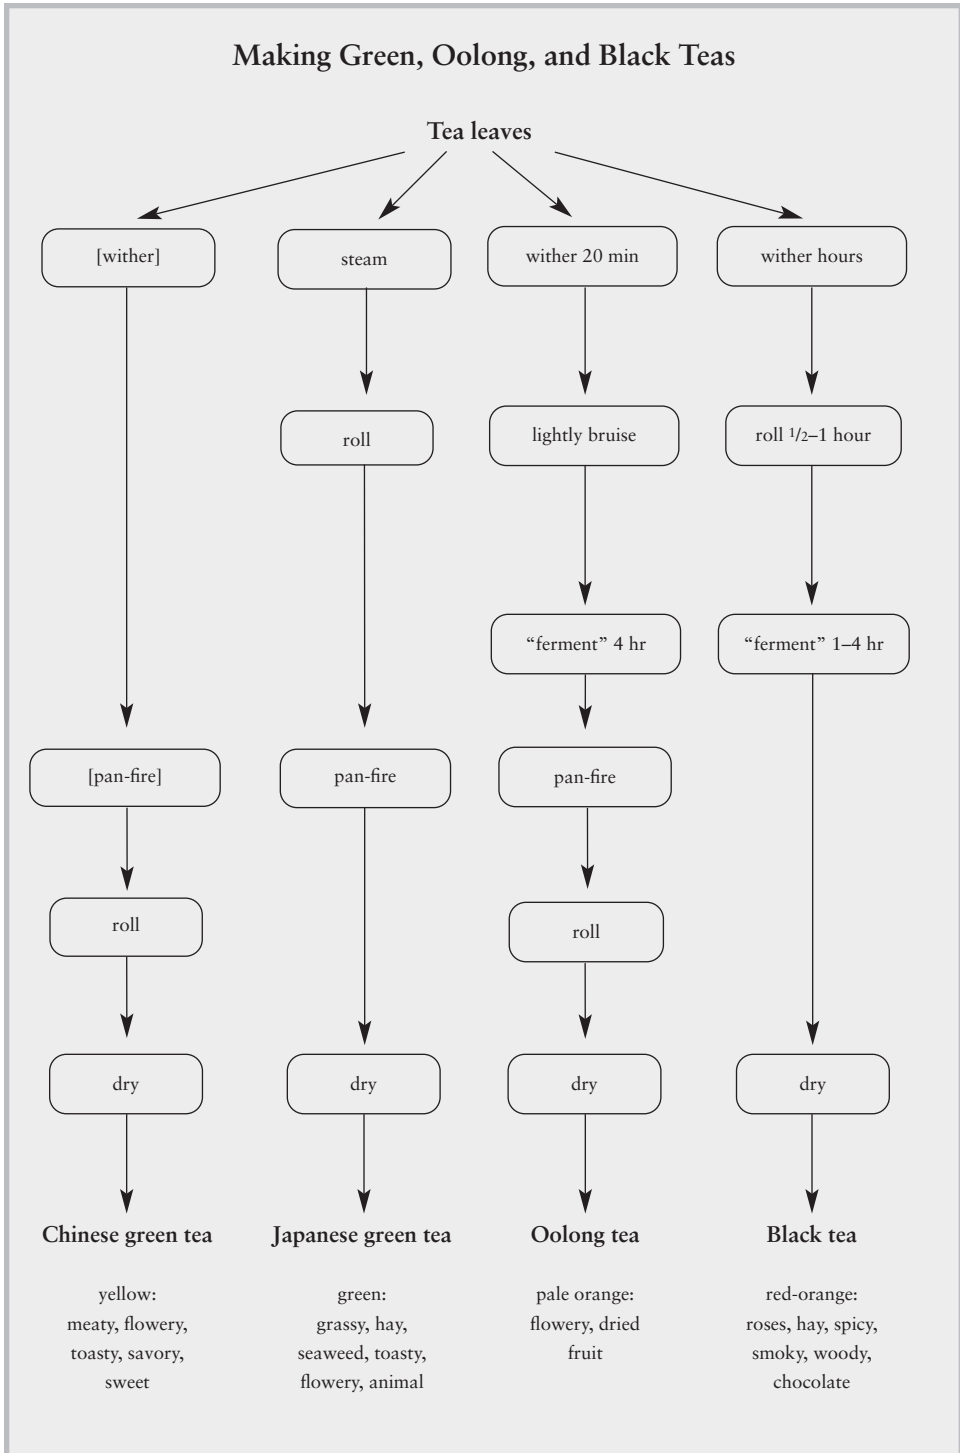 Making Green, Oolong, and Black Teas
Tea leaves
[wither]
steam
wither 20 min
wither hours
roll
lightly bruise
roll 1/2–1 hour
“ferment” 4 hr
“ferment” 1–4 hr
[pan-fire]
pan-fire
pan-fire
roll
roll
dry
dry
dry
dry
Chinese green tea
Japanese green tea
Oolong tea
Black tea
yellow:
meaty, flowery,
toasty, savory,
sweet
green:
grassy, hay,
seaweed, toasty,
flowery, animal
pale orange:
flowery, dried
fruit
red-orange:
roses, hay, spicy,
smoky, woody,
chocolate